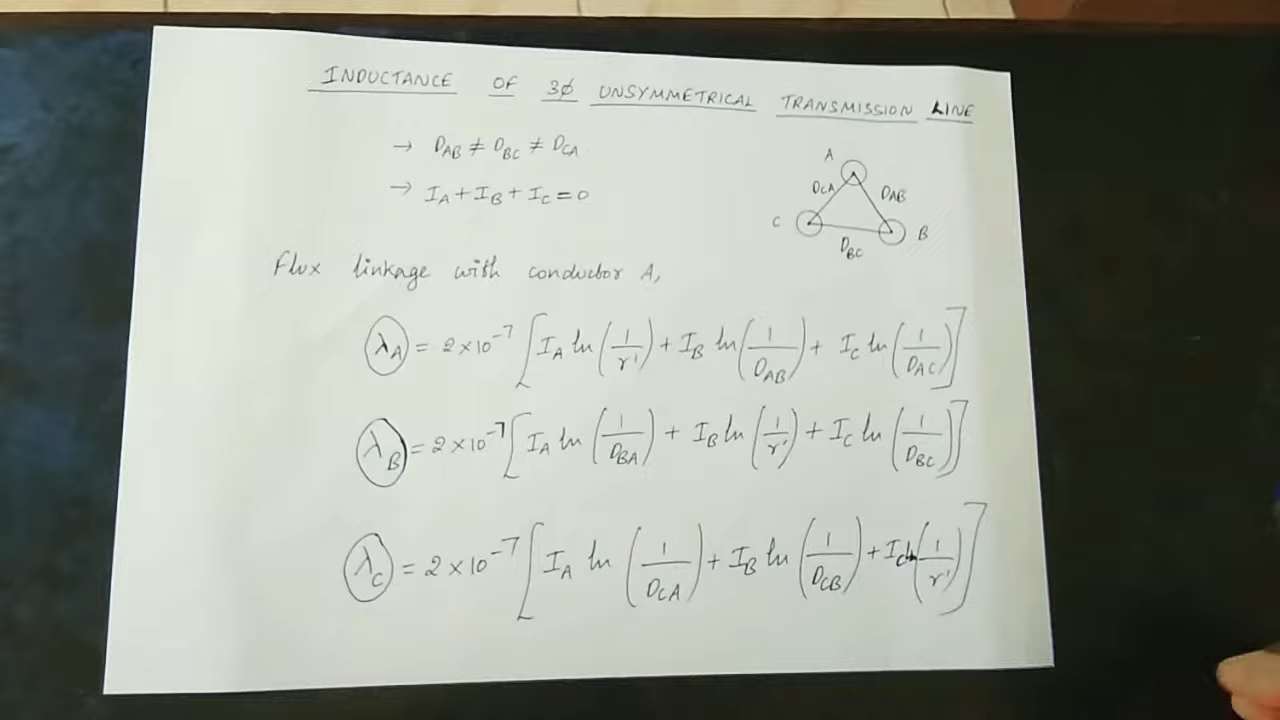 INDUCTANCE OF 3ϕ UNSYMMETRICAL TRANSMISSION LINE
→ D_AB ≠ D_BC ≠ D_CA
→ I_A + I_B + I_C = 0
A
D_CA D_AB
C B
D_BC
Flux linkage with conductor A,
λ_A = 2×10^-7 [I_A ln(1/r') + I_B ln(1/D_AB) + I_C ln(1/D_AC)]
λ_B = 2×10^-7 [I_A ln(1/D_BA) + I_B ln(1/r') + I_C ln(1/D_BC)]
λ_C = 2×10^-7 [I_A ln(1/D_CA) + I_B ln(1/D_CB) + I_C ln(1/r')]